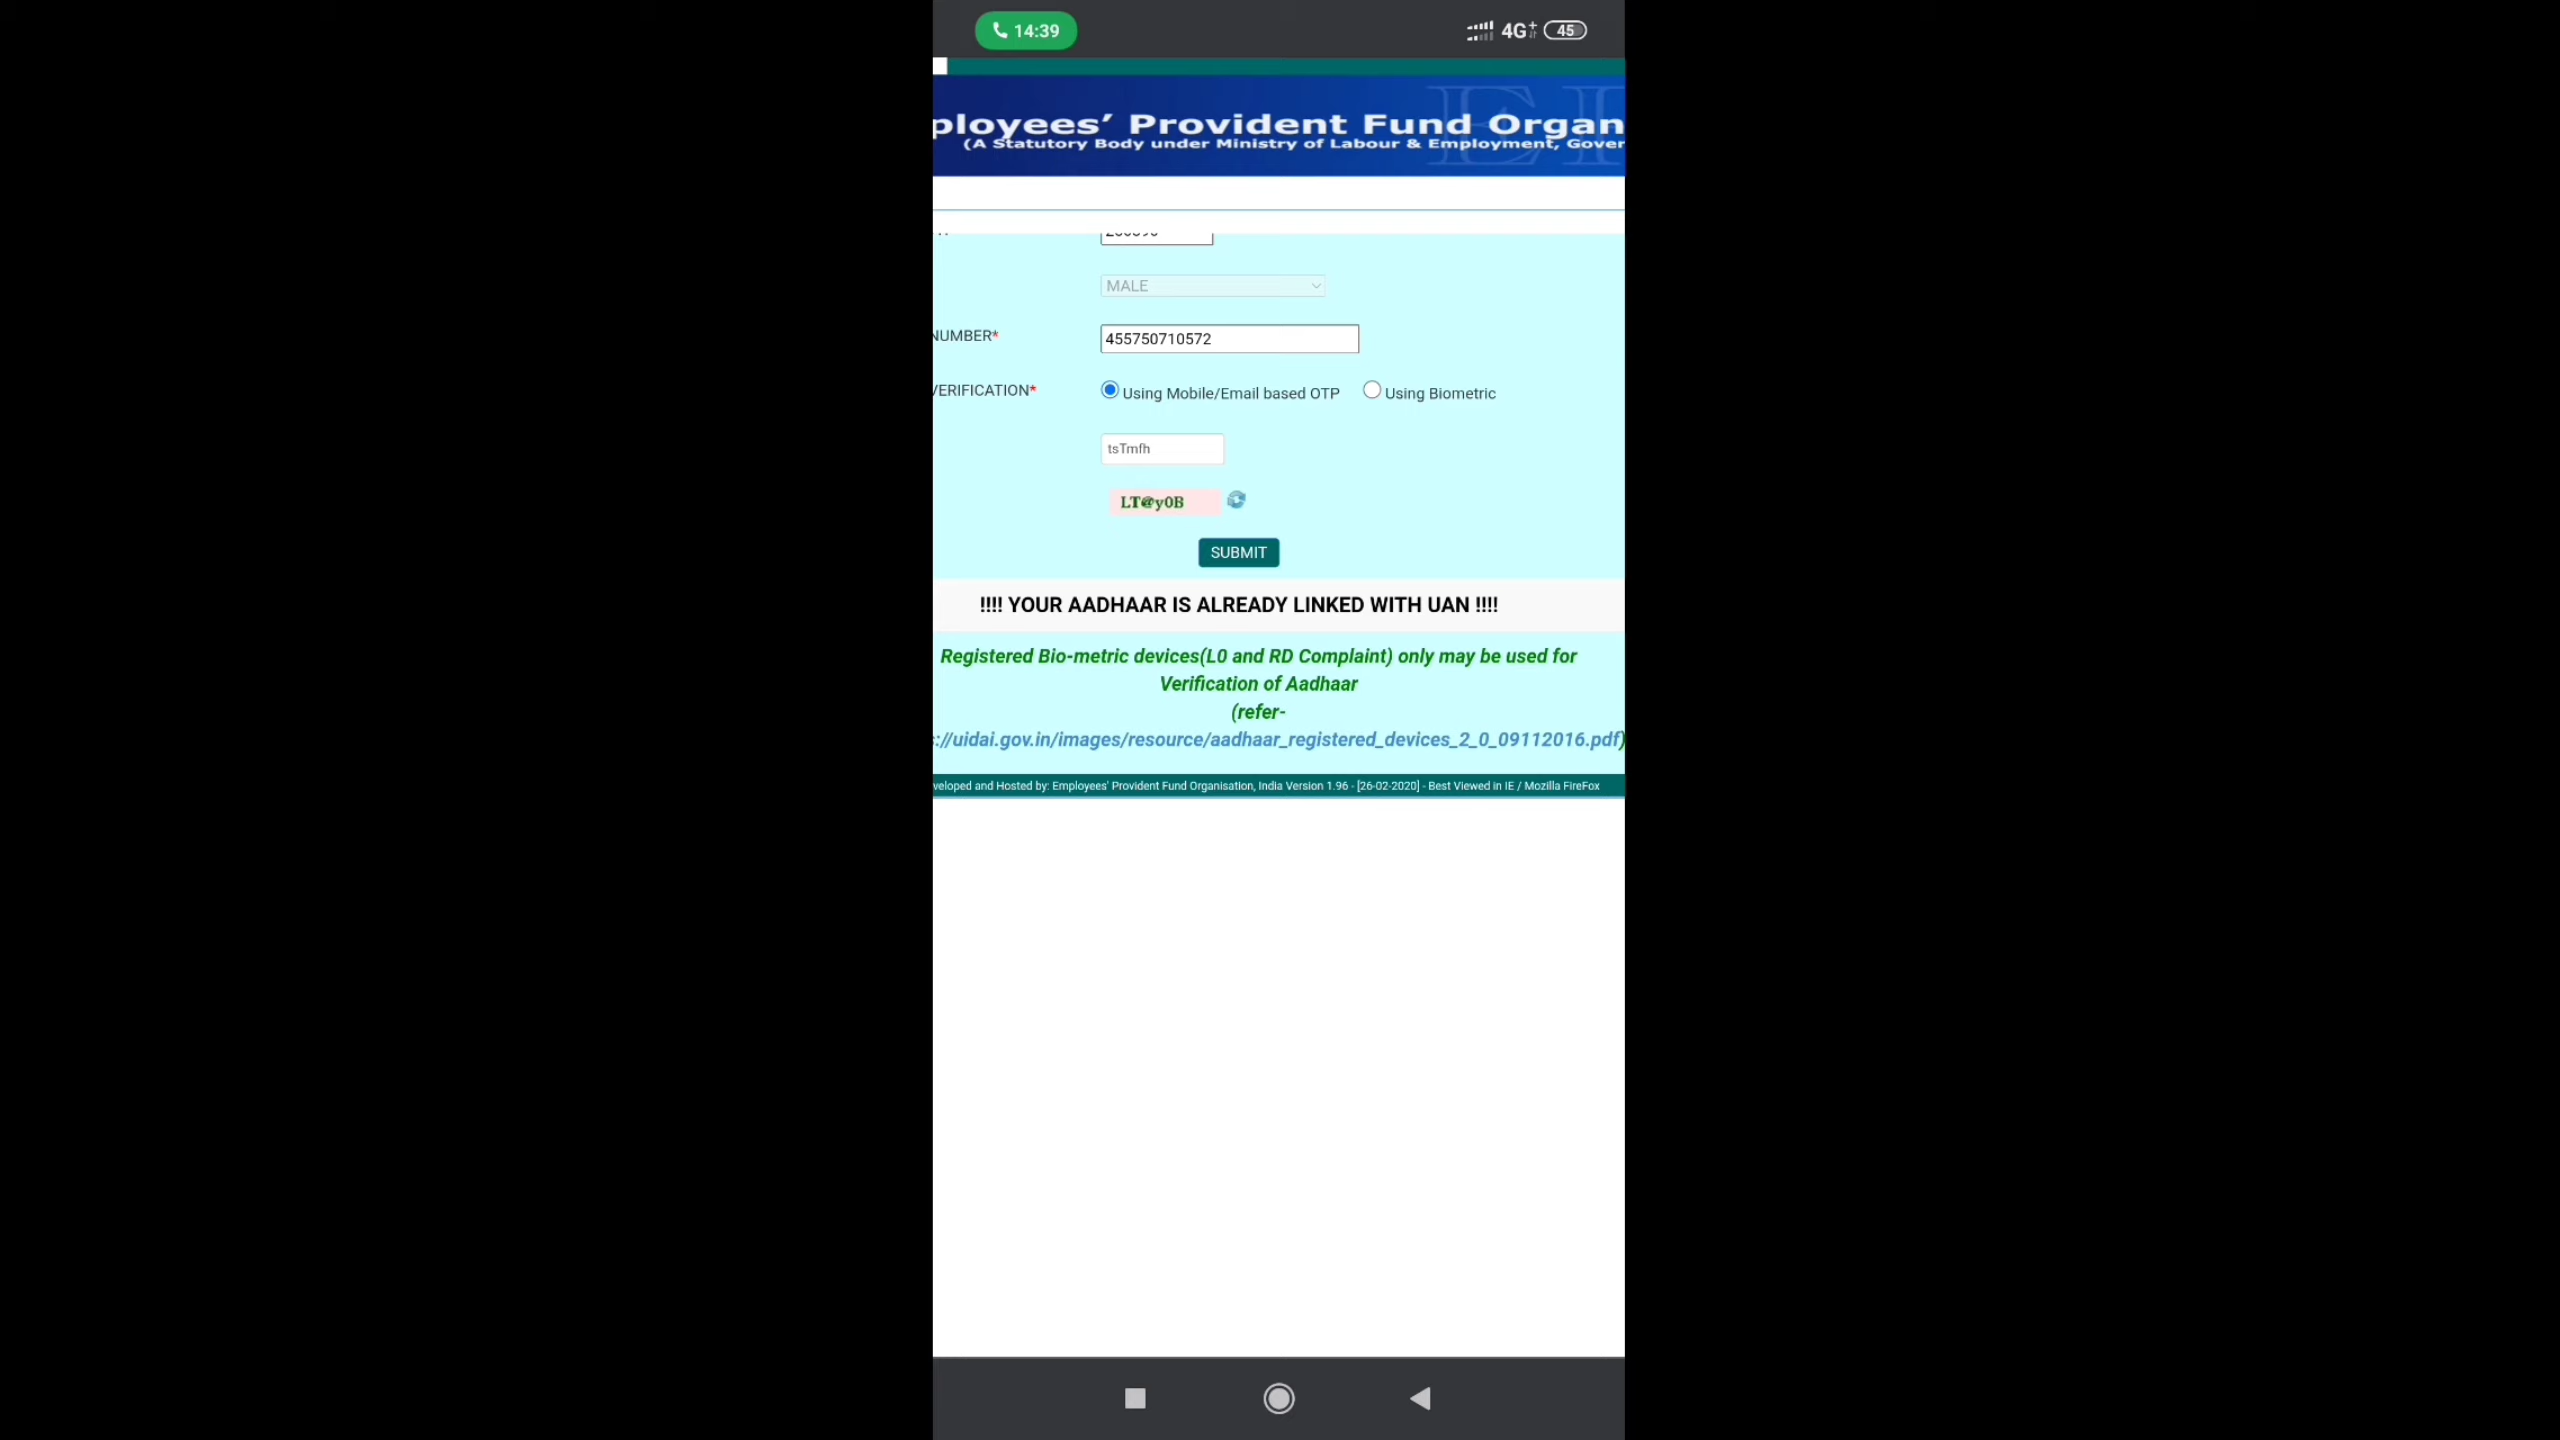 14:39 4G+ 45
ployees' Provident Fund Organ
(A Statutory Body under Ministry of Labour & Employment, Gover
MALE
NUMBER* 455750710572
VERIFICATION* Using Mobile/Email based OTP Using Biometric
tsTmfh
LT@y0B
SUBMIT
!!!! YOUR AADHAAR IS ALREADY LINKED WITH UAN !!!!
Registered Bio-metric devices(L0 and RD Complaint) only may be used for
Verification of Aadhaar
(refer-
s://uidai.gov.in/images/resource/aadhaar_registered_devices_2_0_09112016.pdf)
veloped and Hosted by: Employees' Provident Fund Organisation, India Version 1.96 - [26-02-2020] - Best Viewed in IE / Mozilla FireFox